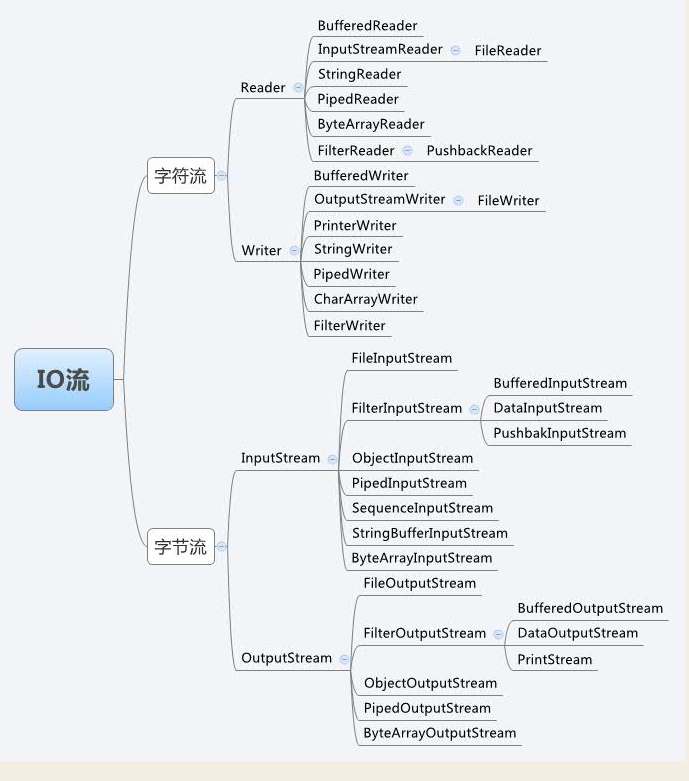 IO流
字符流
Reader
BufferedReader
InputStreamReader
FileReader
StringReader
PipedReader
ByteArrayReader
FilterReader
PushbackReader
Writer
BufferedWriter
OutputStreamWriter
FileWriter
PrinterWriter
StringWriter
PipedWriter
CharArrayWriter
FilterWriter
字节流
InputStream
FileInputStream
FilterInputStream
BufferedInputStream
DataInputStream
PushbakInputStream
ObjectInputStream
PipedInputStream
SequenceInputStream
StringBufferInputStream
ByteArrayInputStream
OutputStream
FileOutputStream
FilterOutputStream
BufferedOutputStream
DataOutputStream
PrintStream
ObjectOutputStream
PipedOutputStream
ByteArrayOutputStream